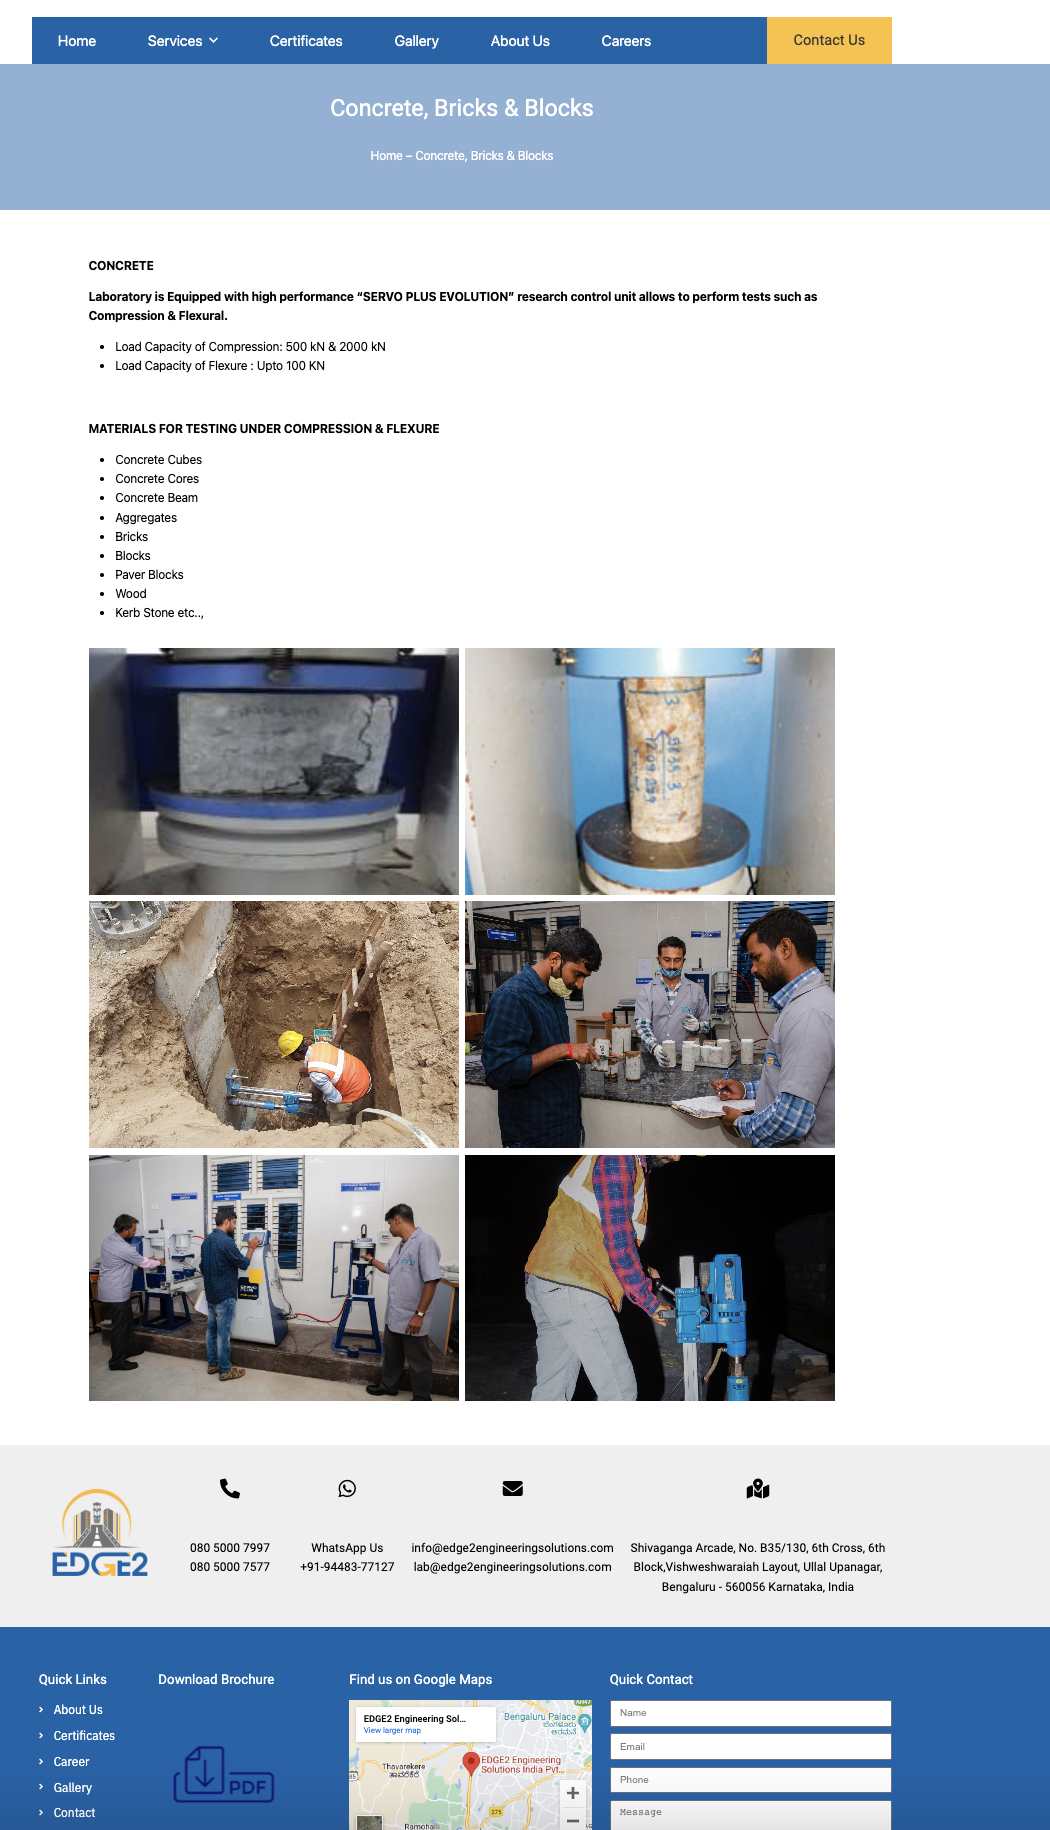 Home Services Certificates Gallery About Us Careers Contact Us
Concrete, Bricks & Blocks
Home – Concrete, Bricks & Blocks
CONCRETE
Laboratory is Equipped with high performance “SERVO PLUS EVOLUTION” research control unit allows to perform tests such as
Compression & Flexural.
Load Capacity of Compression: 500 kN & 2000 kN
Load Capacity of Flexure : Upto 100 KN
MATERIALS FOR TESTING UNDER COMPRESSION & FLEXURE
Concrete Cubes
Concrete Cores
Concrete Beam
Aggregates
Bricks
Blocks
Paver Blocks
Wood
Kerb Stone etc..,
EDGE2
080 5000 7997
080 5000 7577
WhatsApp Us
+91-94483-77127
info@edge2engineeringsolutions.com
lab@edge2engineeringsolutions.com
Shivaganga Arcade, No. B35/130, 6th Cross, 6th
Block,Vishweshwaraiah Layout, Ullal Upanagar,
Bengaluru - 560056 Karnataka, India
Quick Links
About Us
Certificates
Career
Gallery
Contact
Download Brochure
PDF
Find us on Google Maps
EDGE2 Engineering Sol...
View larger map
Bengaluru Palace
ಬೆಂಗಳೂರು
ಅರಮನೆ
EDGE2 Engineering
Solutions India Pvt...
Thavarekere
ತಾವರೆಕೆರೆ
275
Ramohalli
Quick Contact
Name
Email
Phone
Message